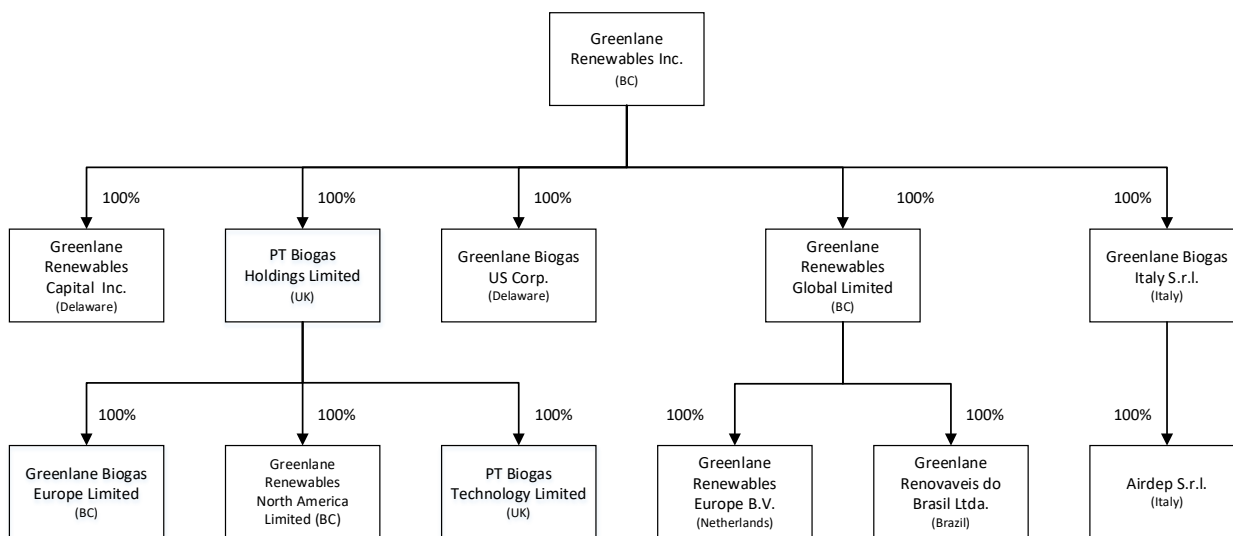 Greenlane
Renewables Inc.
(BC)
100%
100%
100%
100%
100%
Greenlane
Renewables
Capital Inc.
(Delaware)
PT Biogas
Holdings Limited
(UK)
Greenlane Biogas
US Corp.
(Delaware)
Greenlane
Renewables
Global Limited
(BC)
Greenlane Biogas
Italy S.r.l.
(Italy)
100%
100%
100%
100%
100%
100%
Greenlane Biogas
Europe Limited
(BC)
Greenlane
Renewables
North America
Limited (BC)
PT Biogas
Technology Limited
(UK)
Greenlane
Renewables
Europe B.V.
(Netherlands)
Greenlane
Renovaveis do
Brasil Ltda.
(Brazil)
Airdep S.r.l.
(Italy)